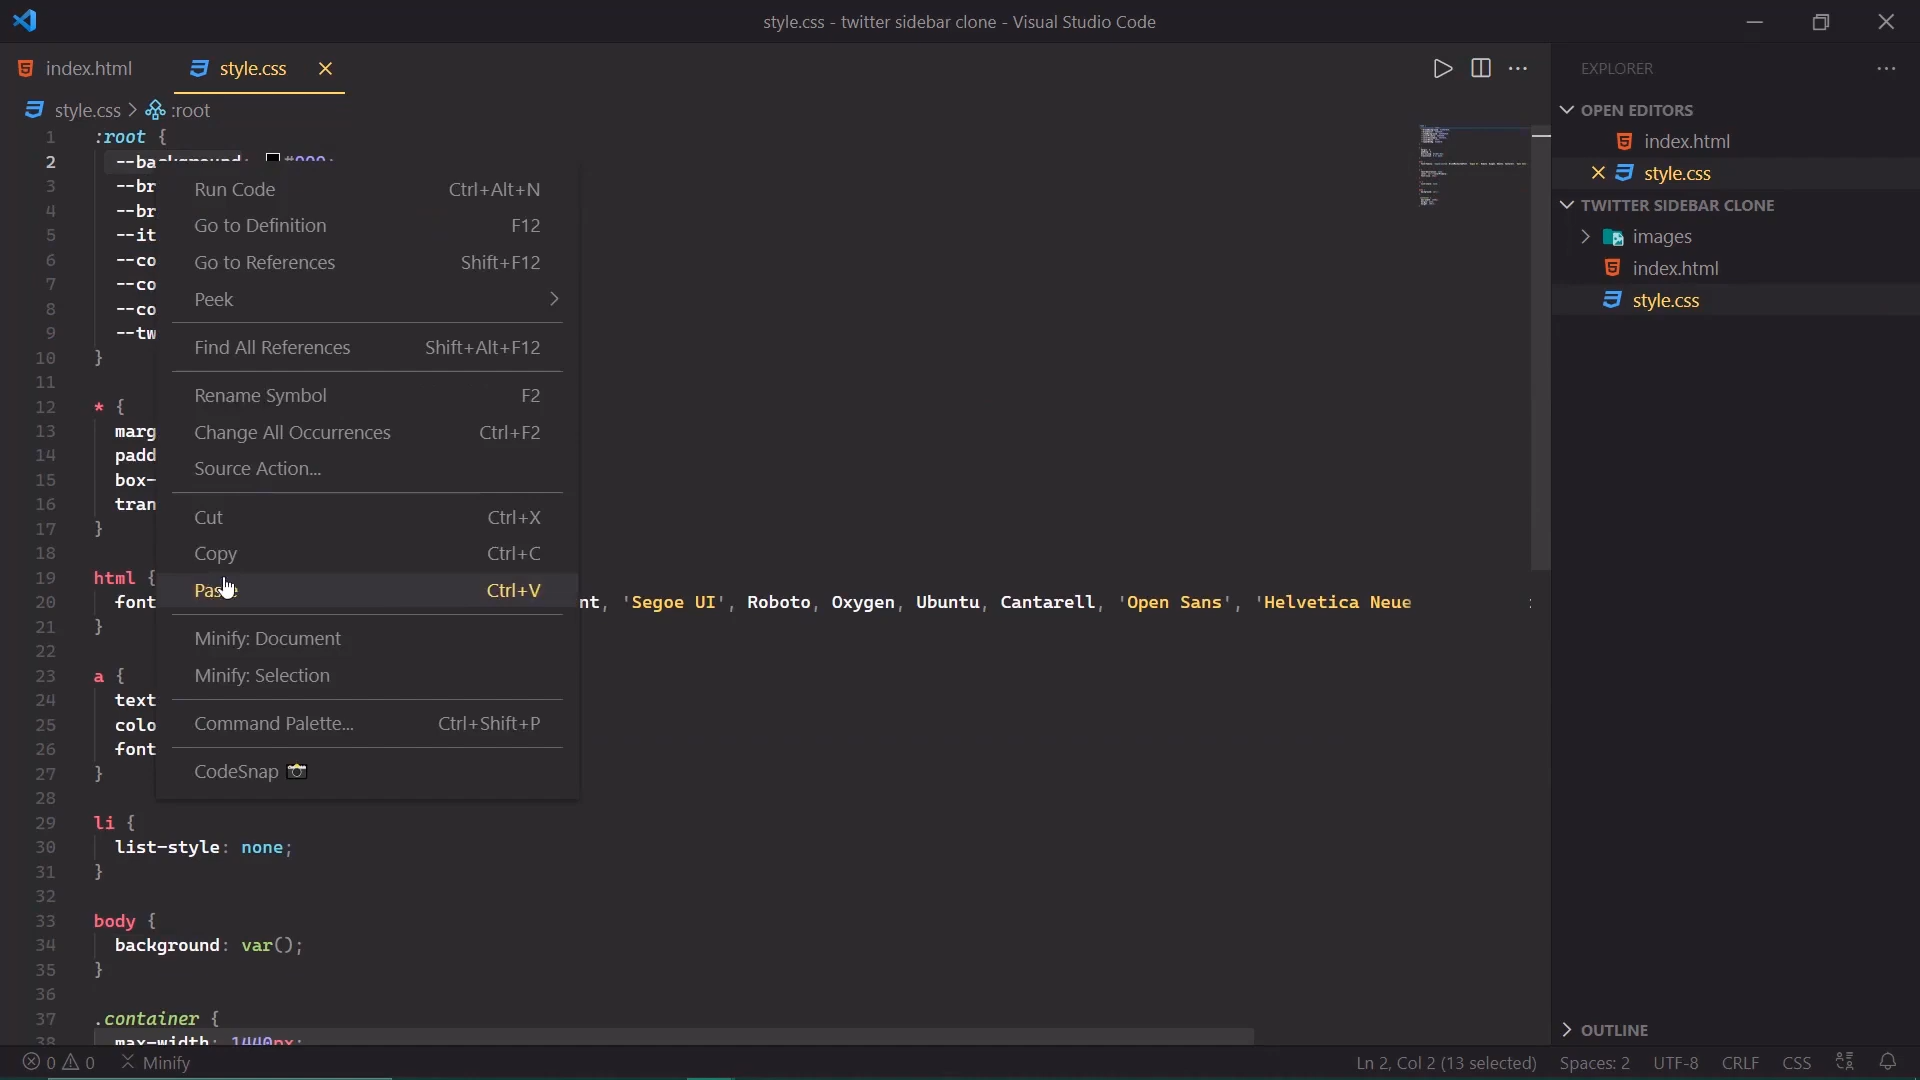 style.css - twitter sidebar clone - Visual Studio Code
index.html
style.css
style.css > :root
1 :root {
2
3 --br
4 --br
5 --it
6 --co
7 --co
8 --co
9 --tw
10 }
11
12 * {
13 marg
14 padd
15 box-
16 tran
17 }
18
19 html {
20 font nt, 'Segoe UI', Roboto, Oxygen, Ubuntu, Cantarell, 'Open Sans', 'Helvetica Neue
21 }
22
23 a {
24 text
25 colo
26 font
27 }
28
29 li {
30 list-style: none;
31 }
32
33 body {
34 background: var();
35 }
36
37 .container {
38 max-width: 1440px;
Run Code Ctrl+Alt+N
Go to Definition F12
Go to References Shift+F12
Peek
Find All References Shift+Alt+F12
Rename Symbol F2
Change All Occurrences Ctrl+F2
Source Action...
Cut Ctrl+X
Copy Ctrl+C
Paste Ctrl+V
Minify: Document
Minify: Selection
Command Palette... Ctrl+Shift+P
CodeSnap
EXPLORER
OPEN EDITORS
index.html
style.css
TWITTER SIDEBAR CLONE
images
index.html
style.css
OUTLINE
0 0 Minify
Ln 2, Col 2 (13 selected) Spaces: 2 UTF-8 CRLF CSS